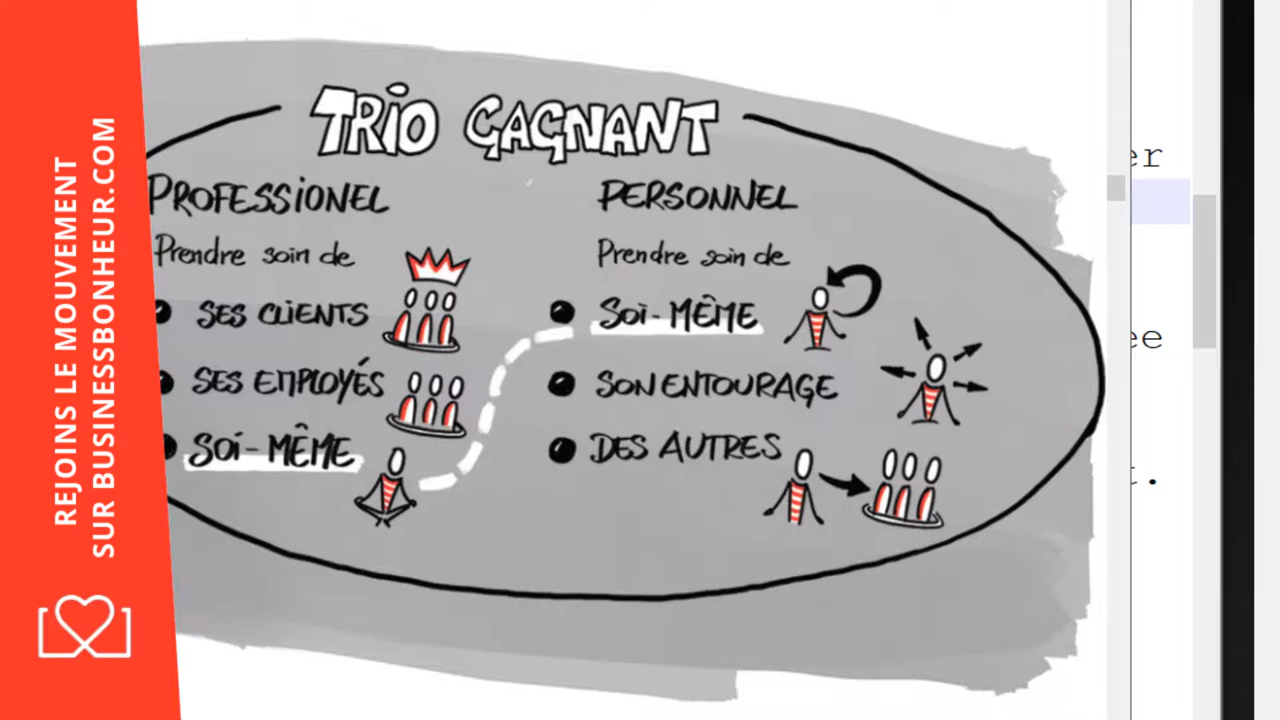 REJOINS LE MOUVEMENT
SUR BUSINESSBONHEUR.COM
TRIO GAGNANT
PROFESSIONEL
Prendre soin de
SES CLIENTS
SES EMPLOYÉS
SOI-MÊME
PERSONNEL
Prendre soin de
SOI-MÊME
SON ENTOURAGE
DES AUTRES